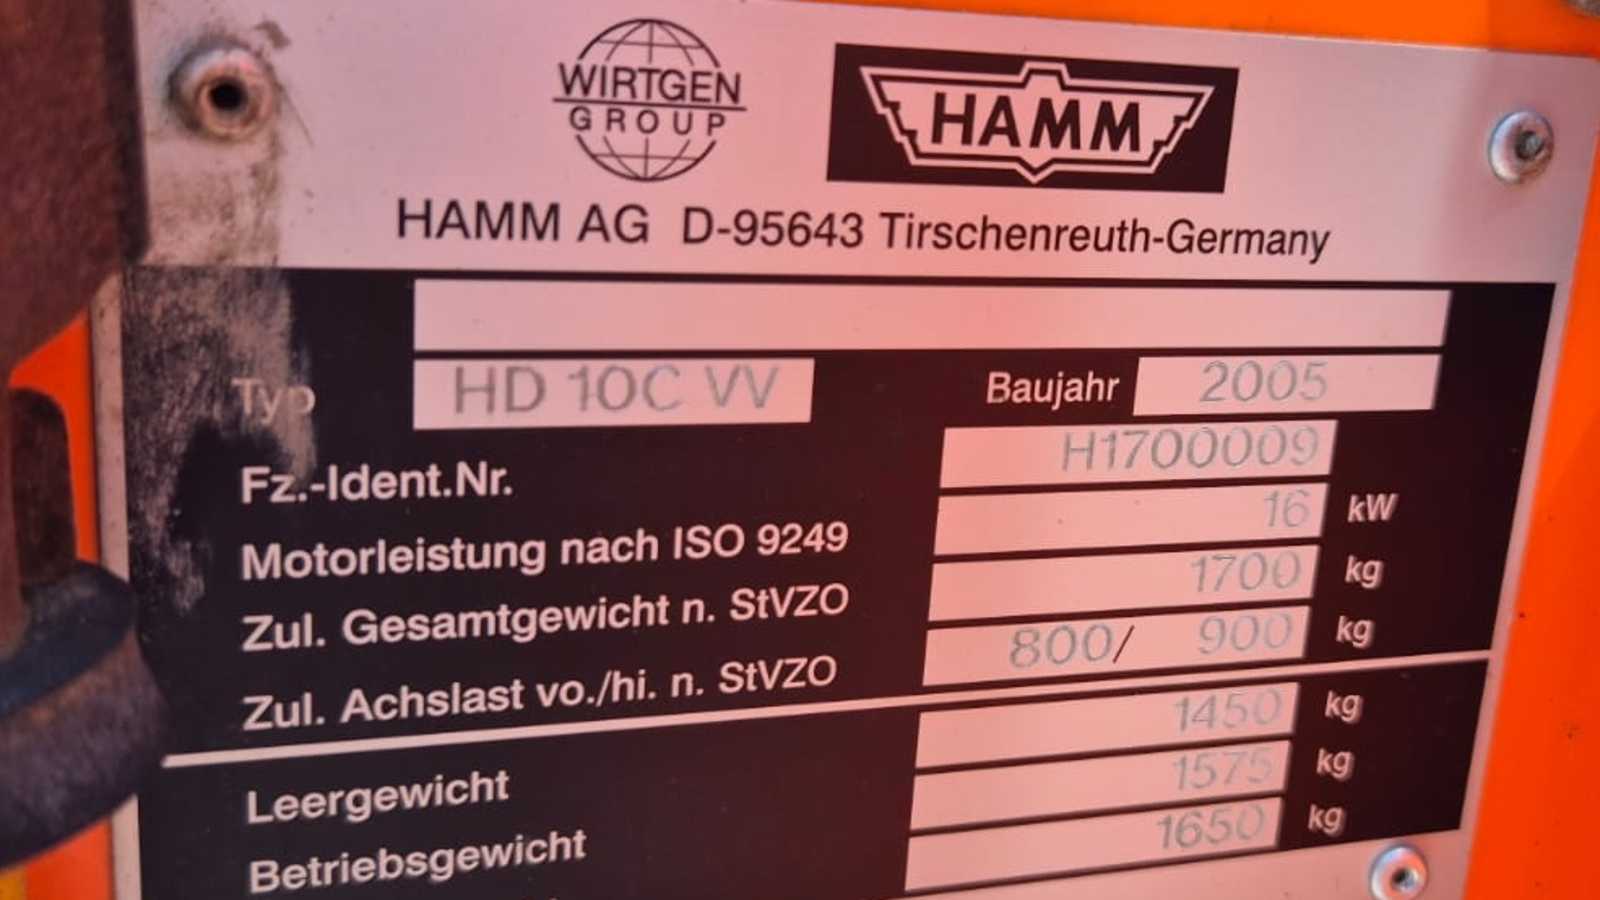 WIRTGEN
GROUP
HAMM
HAMM AG D-95643 Tirschenreuth-Germany
Typ HD 10C VV Baujahr 2005
Fz.-Ident.Nr. H1700009
Motorleistung nach ISO 9249 16 kW
Zul. Gesamtgewicht n. StVZO 1700 kg
Zul. Achslast vo./hi. n. StVZO 800/ 900 kg
Leergewicht 1450 kg
Betriebsgewicht 1575 kg
1650 kg